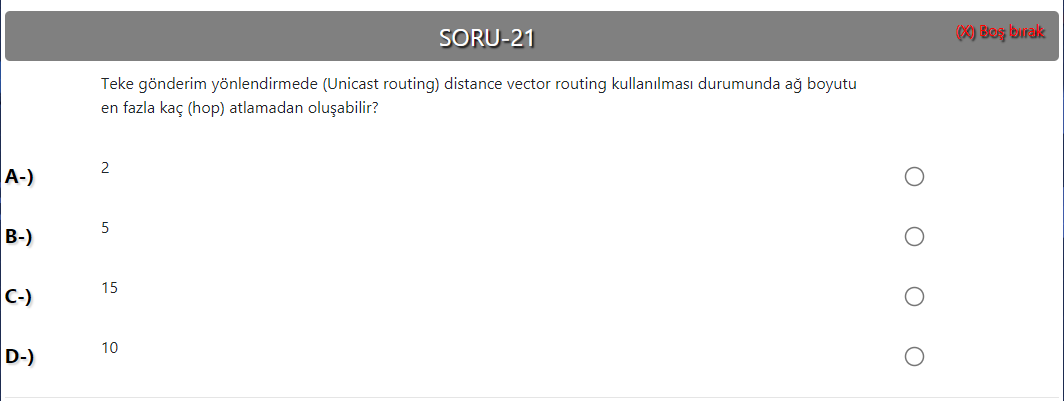 SORU-21
(X) Boş bırak
Teke gönderim yönlendirmede (Unicast routing) distance vector routing kullanılması durumunda ağ boyutu
en fazla kaç (hop) atlamadan oluşabilir?
A-) 2
B-) 5
C-) 15
D-) 10